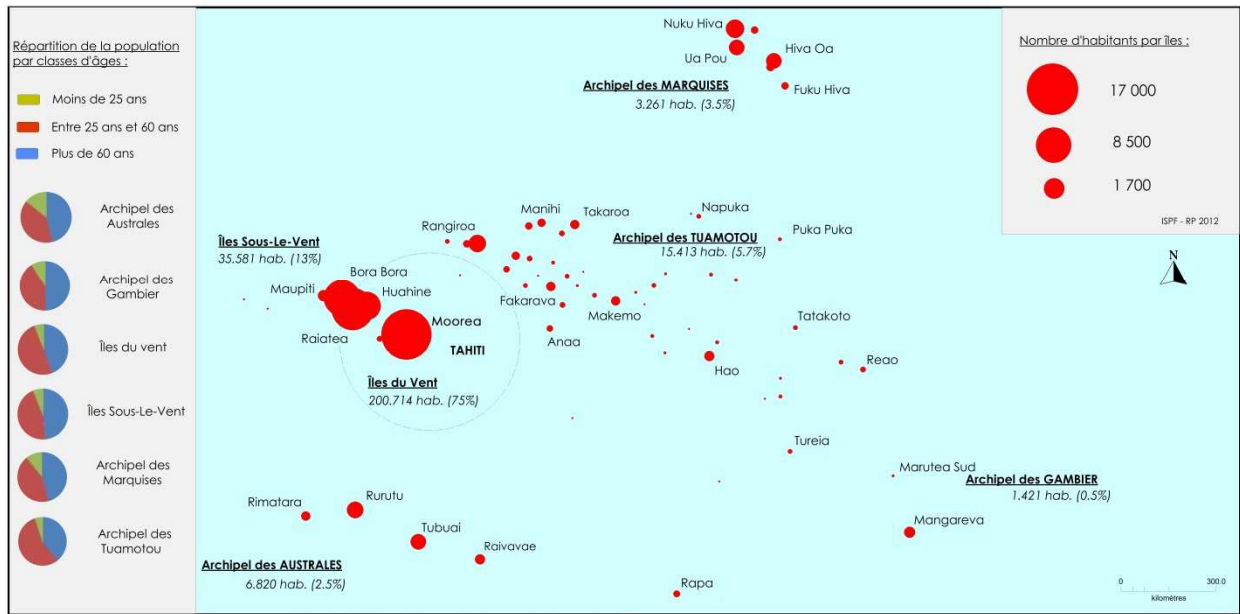 Répartition de la population
par classes d'âges :
Moins de 25 ans
Entre 25 ans et 60 ans
Plus de 60 ans
Archipel des
Australes
Archipel des
Gambier
Îles du vent
Îles Sous-Le-Vent
Archipel des
Marquises
Archipel des
Tuamotou
Nuku Hiva
Ua Pou
Hiva Oa
Archipel des MARQUISES
3.261 hab. (3.5%)
Fuku Hiva
Nombre d'habitants par îles :
17 000
8 500
1 700
ISPF - RP 2012
N
Manihi
Takaroa
Napuka
Rangiroa
Puka Puka
Îles Sous-Le-Vent
35.581 hab. (13%)
Archipel des TUAMOTOU
15.413 hab. (5.7%)
Bora Bora
Maupiti
Huahine
Fakarava
Makemo
Moorea
Raiatea
TAHITI
Anaa
Tatakoto
Hao
Reao
Îles du Vent
200.714 hab. (75%)
Tureia
Marutea Sud
Archipel des GAMBIER
1.421 hab. (0.5%)
Mangareva
Rimatara
Rurutu
Tubuai
Raivavae
Archipel des AUSTRALES
6.820 hab. (2.5%)
Rapa
0
300.0
kilomètres